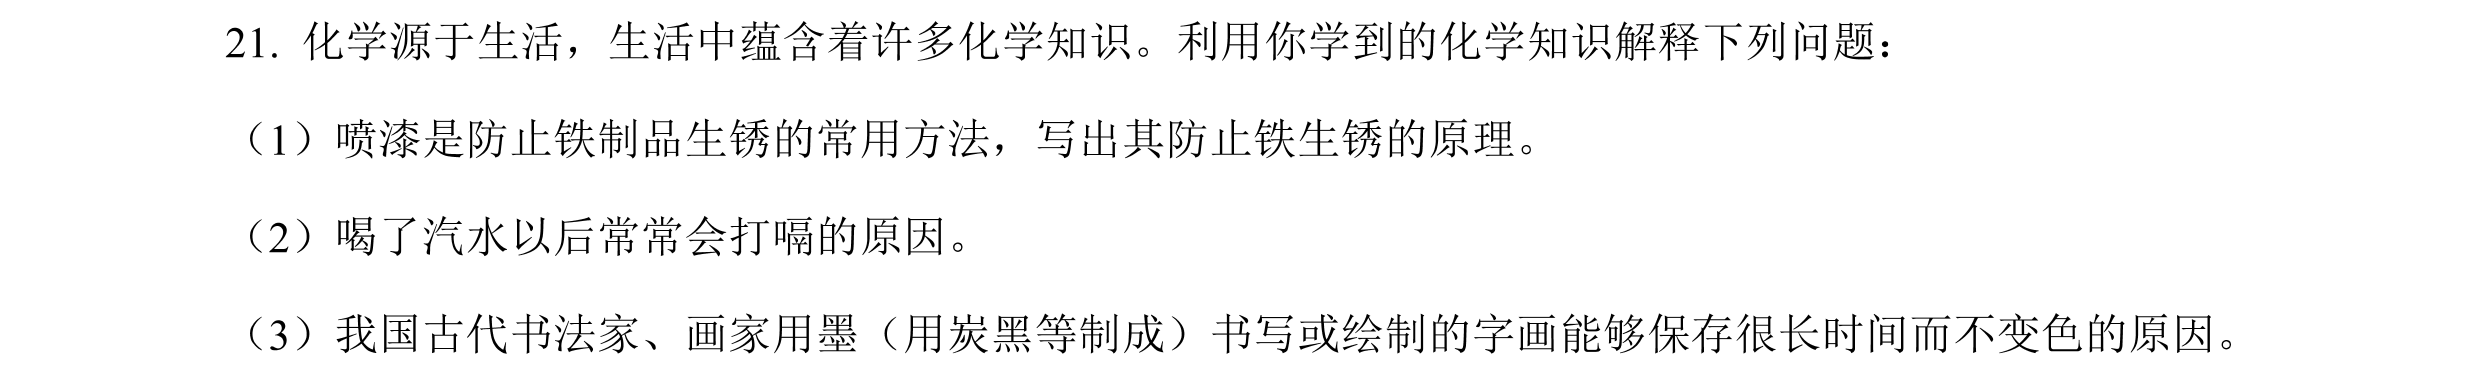 21. 化学源于生活，生活中蕴含着许多化学知识。利用你学到的化学知识解释下列问题：
（1）喷漆是防止铁制品生锈的常用方法，写出其防止铁生锈的原理。
（2）喝了汽水以后常常会打嗝的原因。
（3）我国古代书法家、画家用墨（用炭黑等制成）书写或绘制的字画能够保存很长时间而不变色的原因。